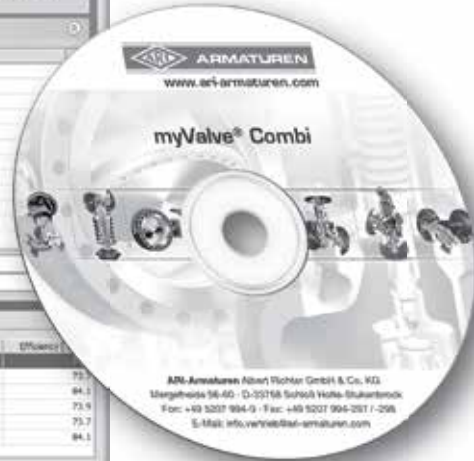 ARI ARMATUREN
www.ari-armaturen.com
myValve® Combi
ARI-Armaturen Albert Richter GmbH & Co. KG
Mergelheide 56-60 · D-33758 Schloß Holte-Stukenbrock
Fon: +49 5207 994-0 · Fax: +49 5207 994-297 / -298
E-Mail: info.vertrieb@ari-armaturen.com
Efficiency
84.1
73.9
73.7
84.1